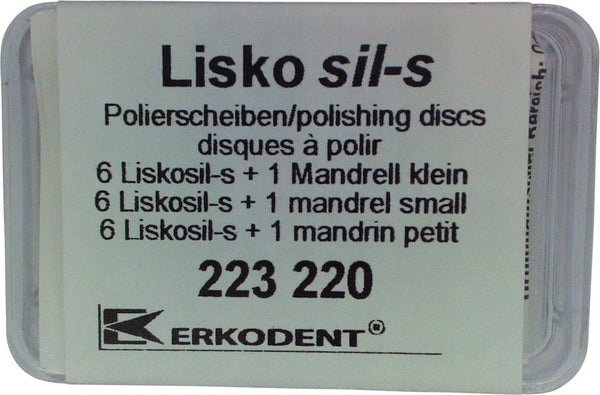 Lisko sil-s
Polierscheiben/polishing discs
disques à polir
6 Liskosil-s + 1 Mandrell klein
6 Liskosil-s + 1 mandrel small
6 Liskosil-s + 1 mandrin petit
223 220
ERKODENT®